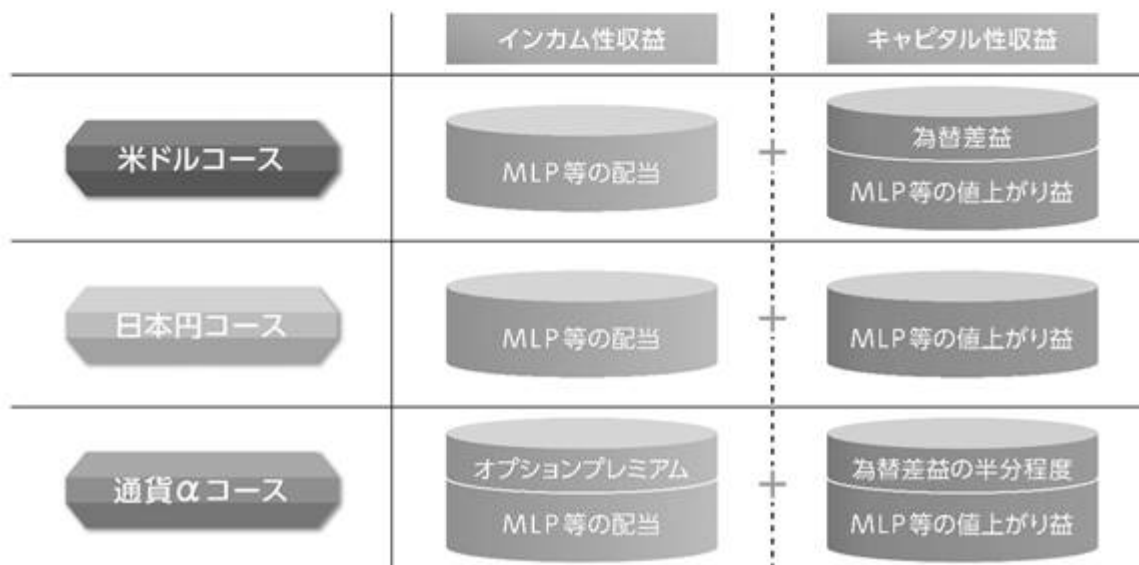 インカム性収益
キャピタル性収益
米ドルコース
MLP等の配当
+
為替差益
MLP等の値上がり益
日本円コース
MLP等の配当
+
MLP等の値上がり益
通貨αコース
オプションプレミアム
MLP等の配当
+
為替差益の半分程度
MLP等の値上がり益